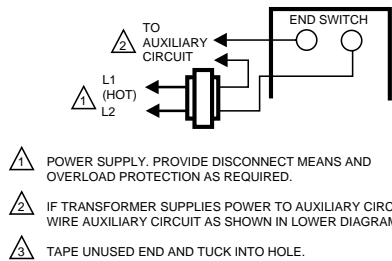 END SWITCH
TO
AUXILIARY
CIRCUIT
2
L1
(HOT)
L2
1
1 POWER SUPPLY. PROVIDE DISCONNECT MEANS AND
OVERLOAD PROTECTION AS REQUIRED.
2 IF TRANSFORMER SUPPLIES POWER TO AUXILIARY CIRC
WIRE AUXILIARY CIRCUIT AS SHOWN IN LOWER DIAGRAM
3 TAPE UNUSED END AND TUCK INTO HOLE.